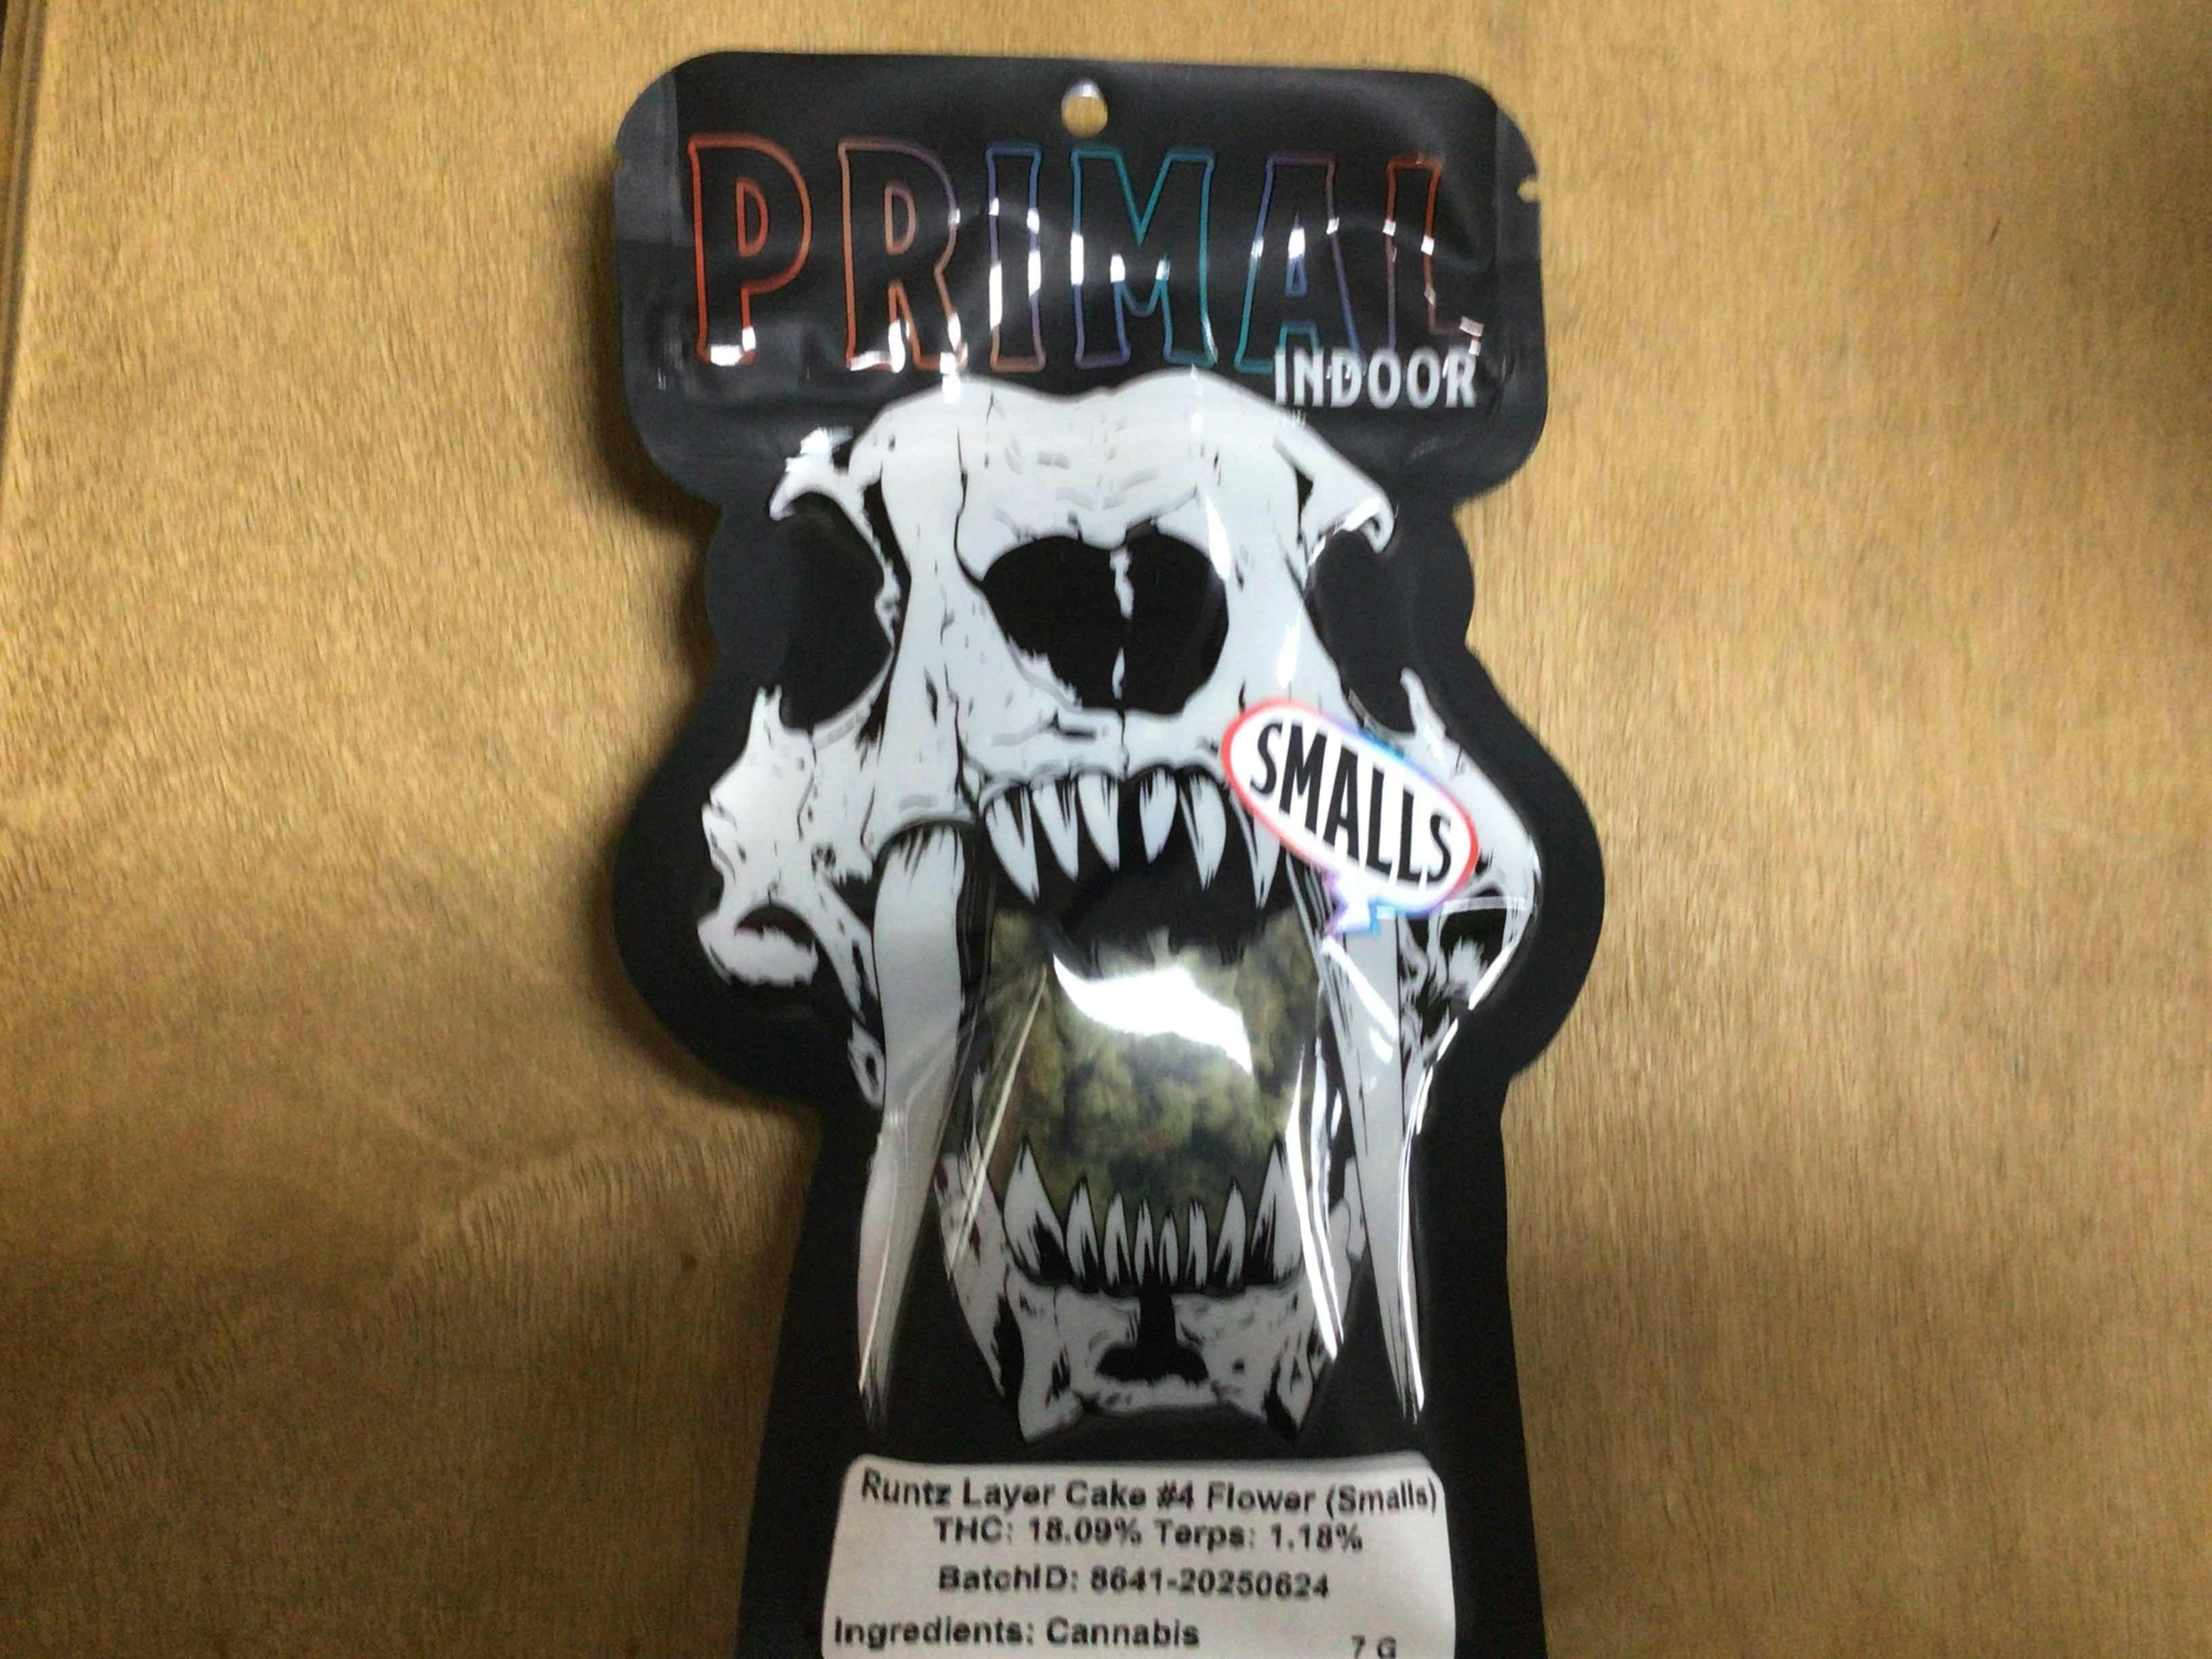 PRIMAL
INDOOR
SMALLS
Runtz Layer Cake #4 Flower (Smalls)
THC: 18.09% Terps: 1.18%
BatchID: 8641-20250624
Ingredients: Cannabis
7 G